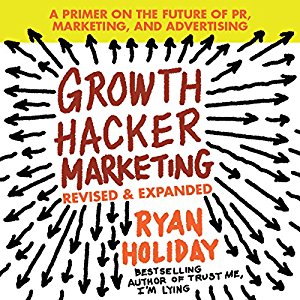 A PRIMER ON THE FUTURE OF PR,
MARKETING, AND ADVERTISING
GROWTH
HACKER
MARKETING
REVISED & EXPANDED
RYAN
HOLIDAY
BESTSELLING
AUTHOR OF TRUST ME,
I'M LYING